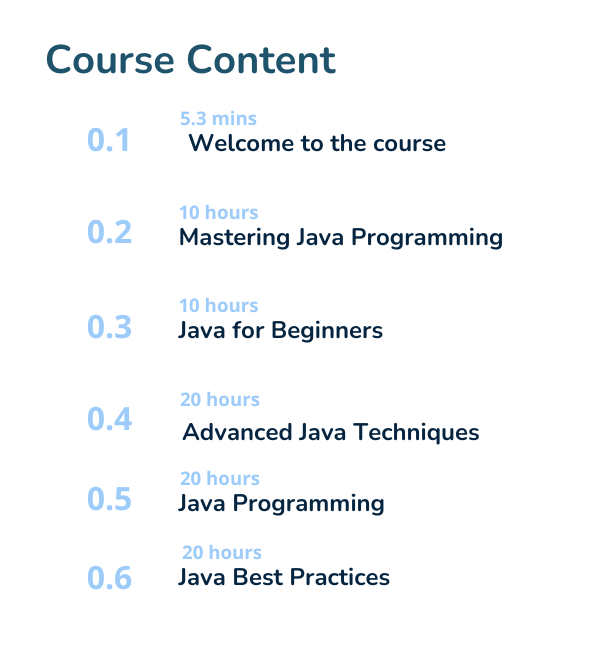 Course Content
5.3 mins
0.1
Welcome to the course
10 hours
0.2
Mastering Java Programming
10 hours
0.3
Java for Beginners
20 hours
0.4
Advanced Java Techniques
20 hours
0.5
Java Programming
20 hours
0.6
Java Best Practices